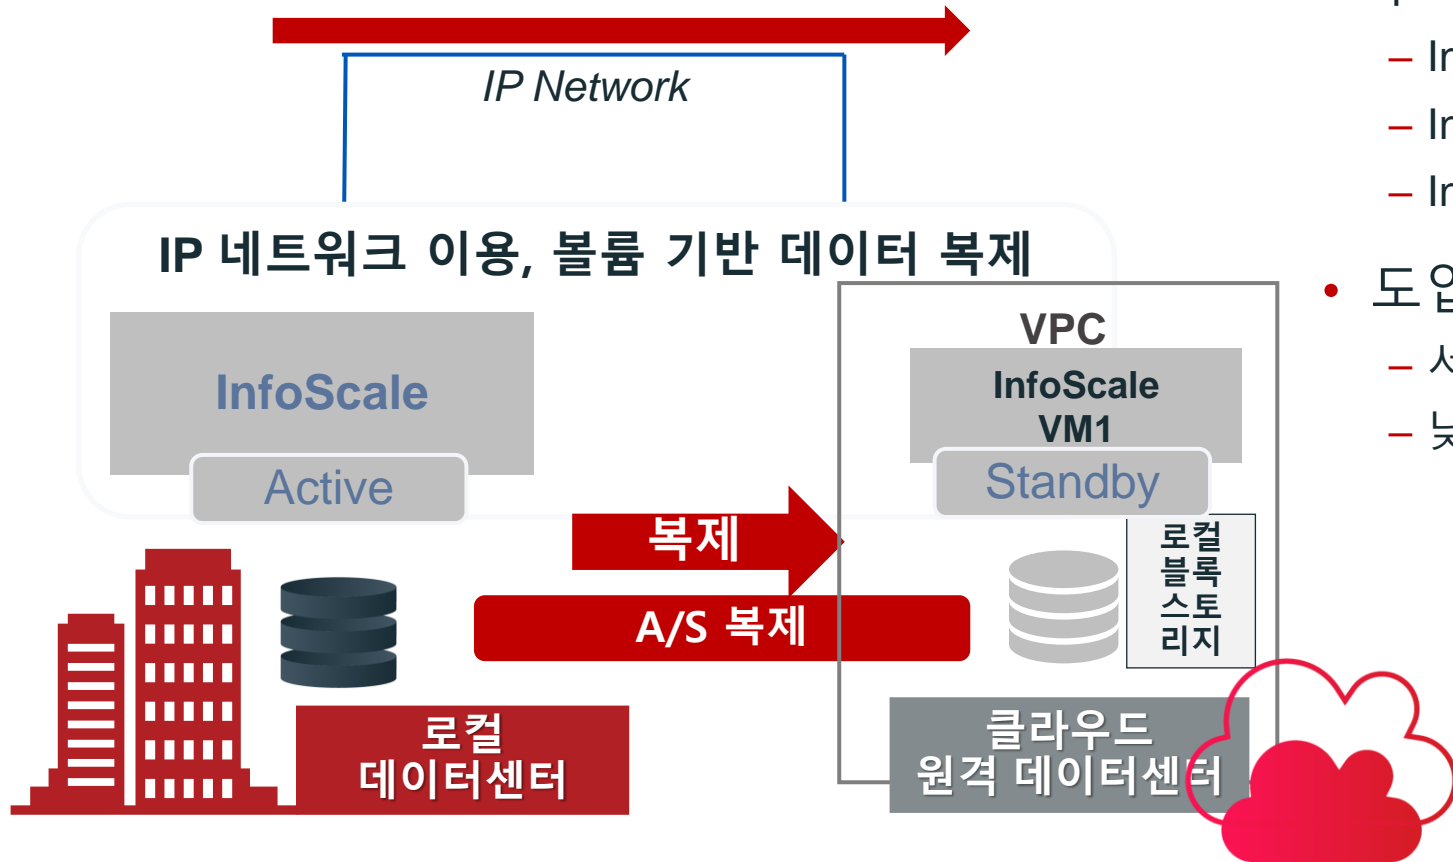 IP Network
IP 네트워크 이용, 볼륨 기반 데이터 복제
InfoScale
Active
VPC
InfoScale
VM1
Standby
복제
A/S 복제
로컬
블록
스토
리지
로컬
데이터센터
클라우드
원격 데이터센터